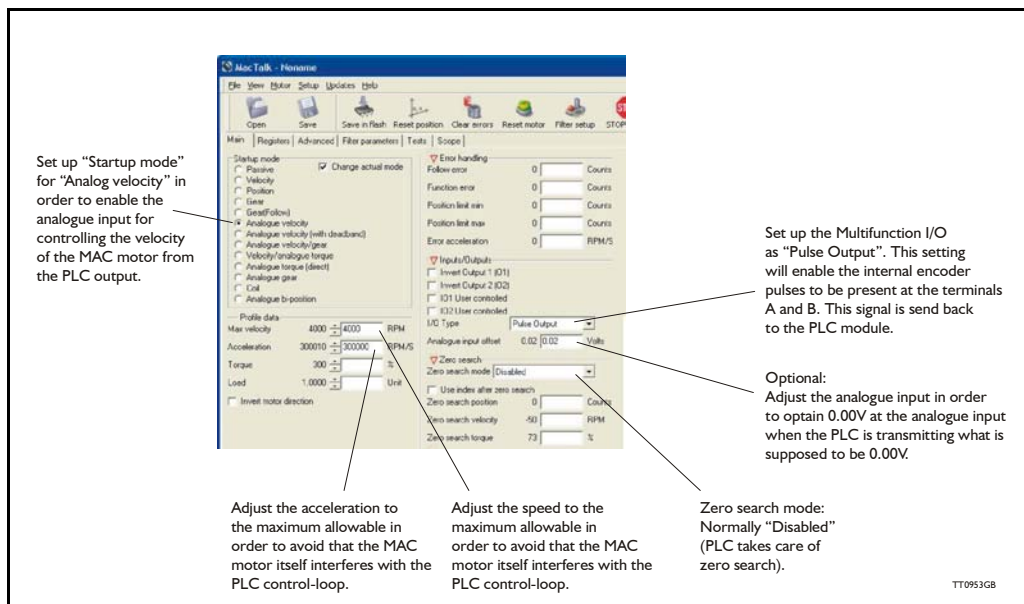 Mac Talk - Noname
File View Motor Setup Updates Help
Open Save Save in flash Reset position Clear errors Reset motor Filter setup STOP
Main Registers Advanced Filter parameters Tests Scope
Startup mode
Change actual mode
Passive
Velocity
Position
Gear
Gear(Follow)
Analogue velocity
Analogue velocity (with deadband)
Analogue velocity/gear
Velocity/analogue torque
Analogue torque (direct)
Analogue gear
Coil
Analogue bi-position
Profile data
Max velocity 4000 4000 RPM
Acceleration 300010 300000 RPM/S
Torque 300 %
Load 1.0000 Unit
Invert motor direction
Error handling
Follow error 0 Counts
Function error 0 Counts
Position limit min 0 Counts
Position limit max 0 Counts
Error acceleration 0 RPM/S
Inputs/Outputs
Invert Output 1 (O1)
Invert Output 2 (O2)
IO1 User controlled
IO2 User controlled
I/O Type Pulse Output
Analogue input offset 0.02 0.02 Volts
Zero search
Zero search mode Disabled
Use index after zero search
Zero search position 0 Counts
Zero search velocity -50 RPM
Zero search torque 73 %
Set up “Startup mode”
for “Analog velocity” in
order to enable the
analogue input for
controlling the velocity
of the MAC motor from
the PLC output.
Set up the Multifunction I/O
as “Pulse Output”. This setting
will enable the internal encoder
pulses to be present at the terminals
A and B. This signal is send back
to the PLC module.
Optional:
Adjust the analogue input in order
to optain 0.00V at the analogue input
when the PLC is transmitting what is
supposed to be 0.00V.
Adjust the acceleration to
the maximum allowable in
order to avoid that the MAC
motor itself interferes with the
PLC control-loop.
Adjust the speed to the
maximum allowable in
order to avoid that the MAC
motor itself interferes with the
PLC control-loop.
Zero search mode:
Normally “Disabled”
(PLC takes care of
zero search).
TT0953GB